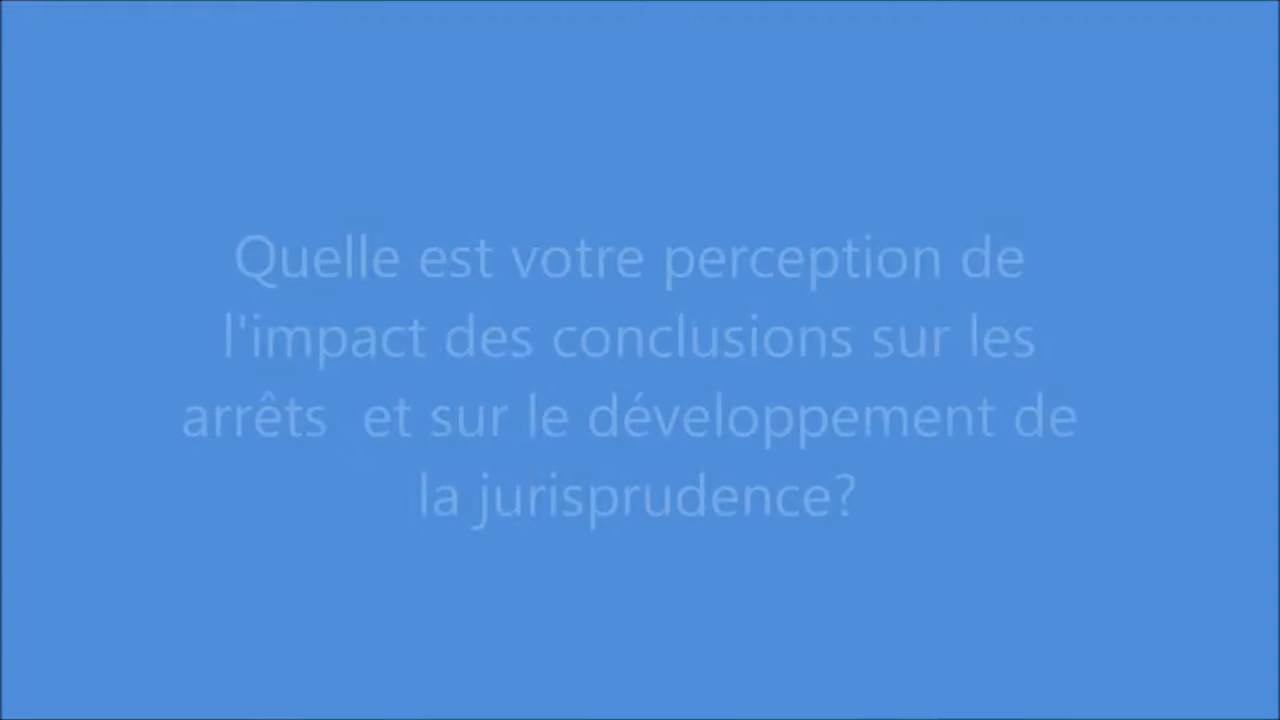 Quelle est votre perception de
l'impact des conclusions sur les
arrêts  et sur le développement de
la jurisprudence?